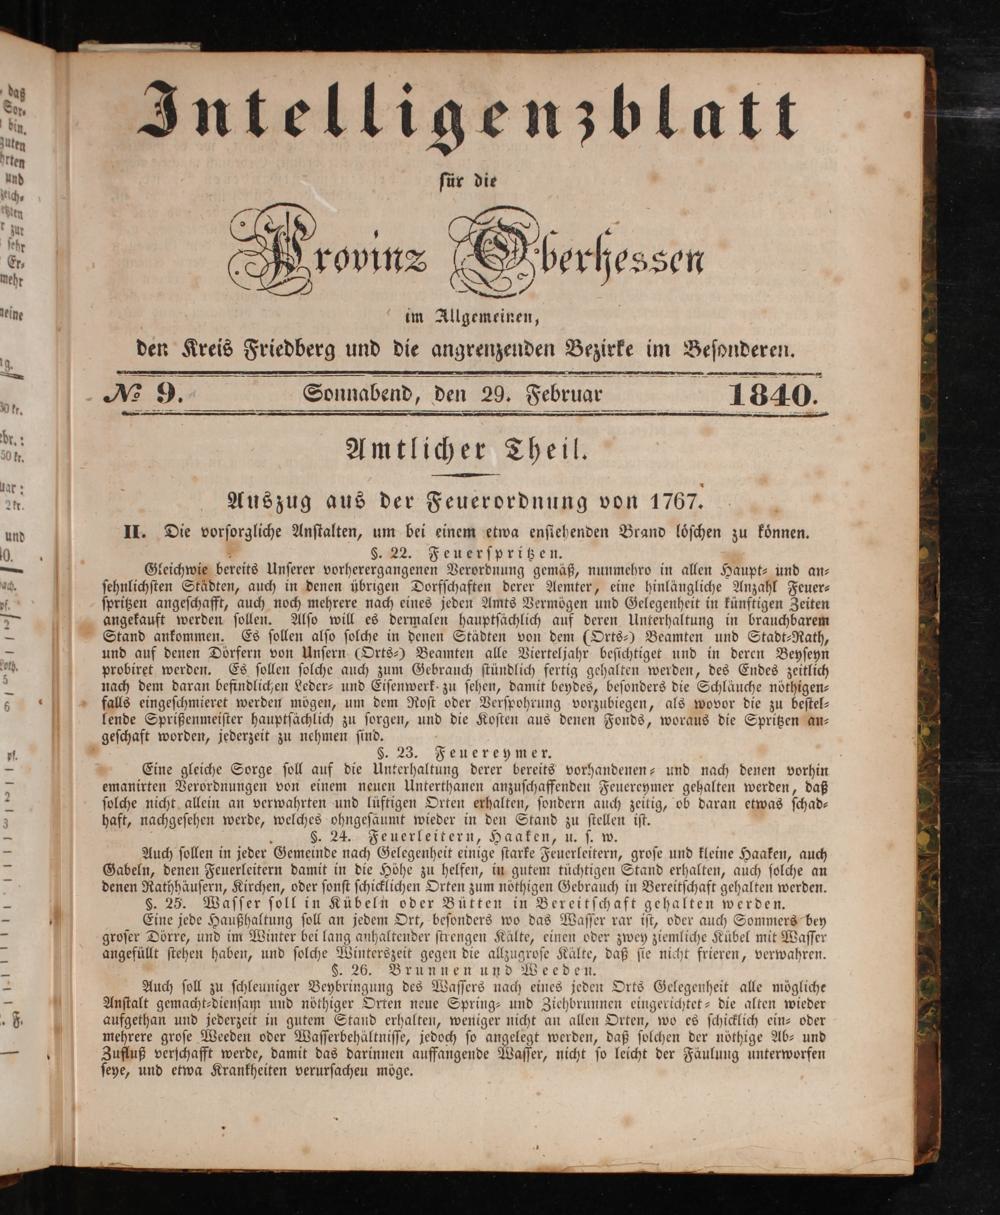 Intelligenzblatt
für die
Provinz Oberhessen
im Allgemeinen,
den Kreis Friedberg und die angrenzenden Bezirke im Besonderen.
№ 9. Sonnabend, den 29. Februar 1840.
Amtlicher Theil.
Auszug aus der Feuerordnung von 1767.
II. Die vorsorgliche Anstalten, um bei einem etwa enstehenden Brand löschen zu können.
§. 22. Feuerspritzen.
Gleichwie bereits Unserer vorherergangenen Verordnung gemäß, nunmehro in allen Haupt- und an-
sehnlichsten Städten, auch in denen übrigen Dorfschaften derer Aemter, eine hinlängliche Anzahl Feuer-
spritzen angeschafft, auch noch mehrere nach eines jeden Amts Vermögen und Gelegenheit in künftigen Zeiten
angekauft werden sollen. Also will es dermalen hauptsächlich auf deren Unterhaltung in brauchbarem
Stand ankommen. Es sollen also solche in denen Städten von dem (Orts-) Beamten und Stadt-Rath,
und auf denen Dörfern von Unsern (Orts-) Beamten alle Vierteljahr besichtiget und in deren Beyseyn
probiret werden. Es sollen solche auch zum Gebrauch stündlich fertig gehalten werden, des Endes zeitlich
nach dem daran befindlichen Leder- und Eisenwerk zu sehen, damit beydes, besonders die Schläuche nöthigen-
falls eingeschmieret werden mögen, um dem Rost oder Verspohrung vorzubiegen, als wovor die zu bestel-
lende Sprißenmeister hauptsächlich zu sorgen, und die Kosten aus denen Fonds, woraus die Spritzen an-
geschaft worden, jederzeit zu nehmen sind.
§. 23. Feuereymer.
Eine gleiche Sorge soll auf die Unterhaltung derer bereits vorhandenen- und nach denen vorhin
emanirten Verordnungen von einem neuen Unterthanen anzuschaffenden Feuereymer gehalten werden, daß
solche nicht allein an verwahrten und lüftigen Orten erhalten, sondern auch zeitig, ob daran etwas schad-
haft, nachgesehen werde, welches ohngesäumt wieder in den Stand zu stellen ist.
§. 24. Feuerleitern, Haaken, u. s. w.
Auch sollen in jeder Gemeinde nach Gelegenheit einige starke Feuerleitern, grose und kleine Haaken, auch
Gabeln, denen Feuerleitern damit in die Höhe zu helfen, in gutem tüchtigen Stand erhalten, auch solche an
denen Rathhäusern, Kirchen, oder sonst schicklichen Orten zum nöthigen Gebrauch in Bereitschaft gehalten werden.
§. 25. Wasser soll in Kübeln oder Bütten in Bereitschaft gehalten werden.
Eine jede Haußhaltung soll an jedem Ort, besonders wo das Wasser rar ist, oder auch Sommers bey
groser Dörre, und im Winter bei lang anhaltender strengen Kälte, einen oder zwey ziemliche Kübel mit Wasser
angefüllt stehen haben, und solche Winterszeit gegen die allzugrose Kälte, daß sie nicht frieren, verwahren.
§. 26. Brunnen und Weeden.
Auch soll zu schleuniger Beybringung des Wassers nach eines jeden Orts Gelegenheit alle mögliche
Anstalt gemacht-diensam und nöthiger Orten neue Spring- und Ziehbrunnen eingerichtet- die alten wieder
aufgethan und jederzeit in gutem Stand erhalten, weniger nicht an allen Orten, wo es schicklich ein- oder
mehrere grose Weeden oder Wasserbehältnisse, jedoch so angelegt werden, daß solchen der nöthige Ab- und
Zufluß verschafft werde, damit das darinnen auffangende Wasser, nicht so leicht der Fäulung unterworfen
seye, und etwa Krankheiten verursachen möge.